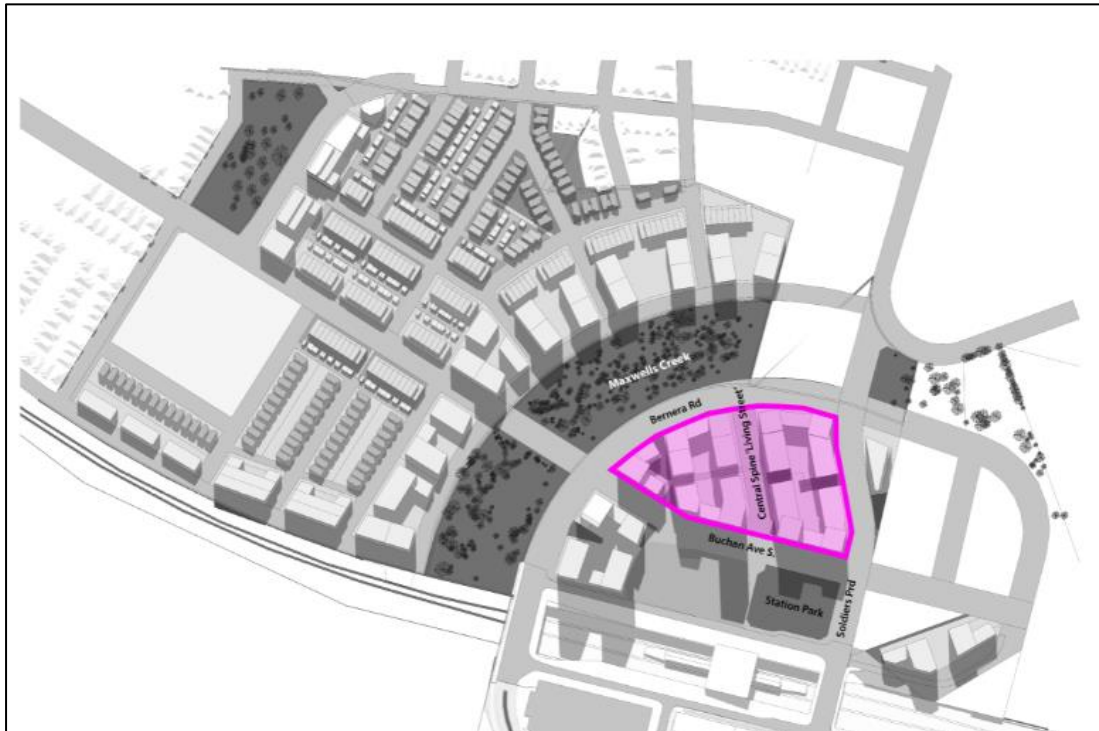 Maxwells Creek
Bernera Rd
Central Spine 'Living Street'
Buchan Ave S.
Station Park
Soldiers Prd